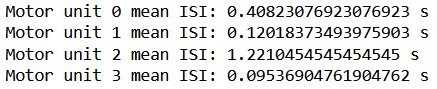 Motor unit 0 mean ISI: 0.40823076923076923 s
Motor unit 1 mean ISI: 0.12018373493975903 s
Motor unit 2 mean ISI: 1.2210454545454545 s
Motor unit 3 mean ISI: 0.09536904761904762 s